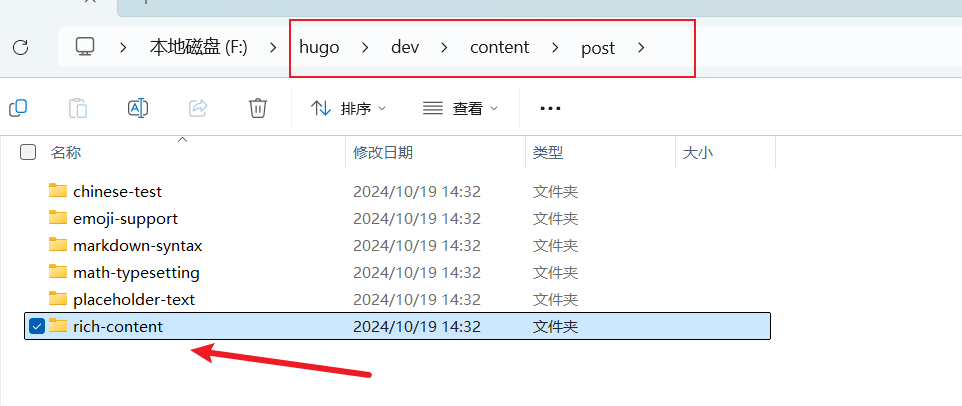 本地磁盘 (F:) hugo dev content post
排序 查看
名称 修改日期 类型 大小
chinese-test 2024/10/19 14:32 文件夹
emoji-support 2024/10/19 14:32 文件夹
markdown-syntax 2024/10/19 14:32 文件夹
math-typesetting 2024/10/19 14:32 文件夹
placeholder-text 2024/10/19 14:32 文件夹
rich-content 2024/10/19 14:32 文件夹